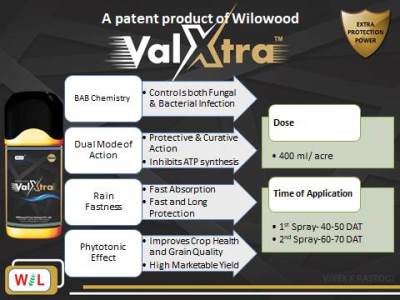 A patent product of Wilowood
ValXtra™
EXTRA
PROTECTION
POWER
BAB Chemistry
• Controls both Fungal
& Bacterial Infection
Dual Mode of
Action
• Protective & Curative
Action
• Inhibits ATP synthesis
Rain
Fastness
• Fast Absorption
• Fast and Long
Protection
Phytotonic
Effect
• Improves Crop Health
and Grain Quality
• High Marketable Yield
Dose
• 400 ml/ acre
Time of Application
• 1st Spray- 40-50 DAT
• 2nd Spray-60-70 DAT
ValXtra
W L
VIVEK K RASTOGI